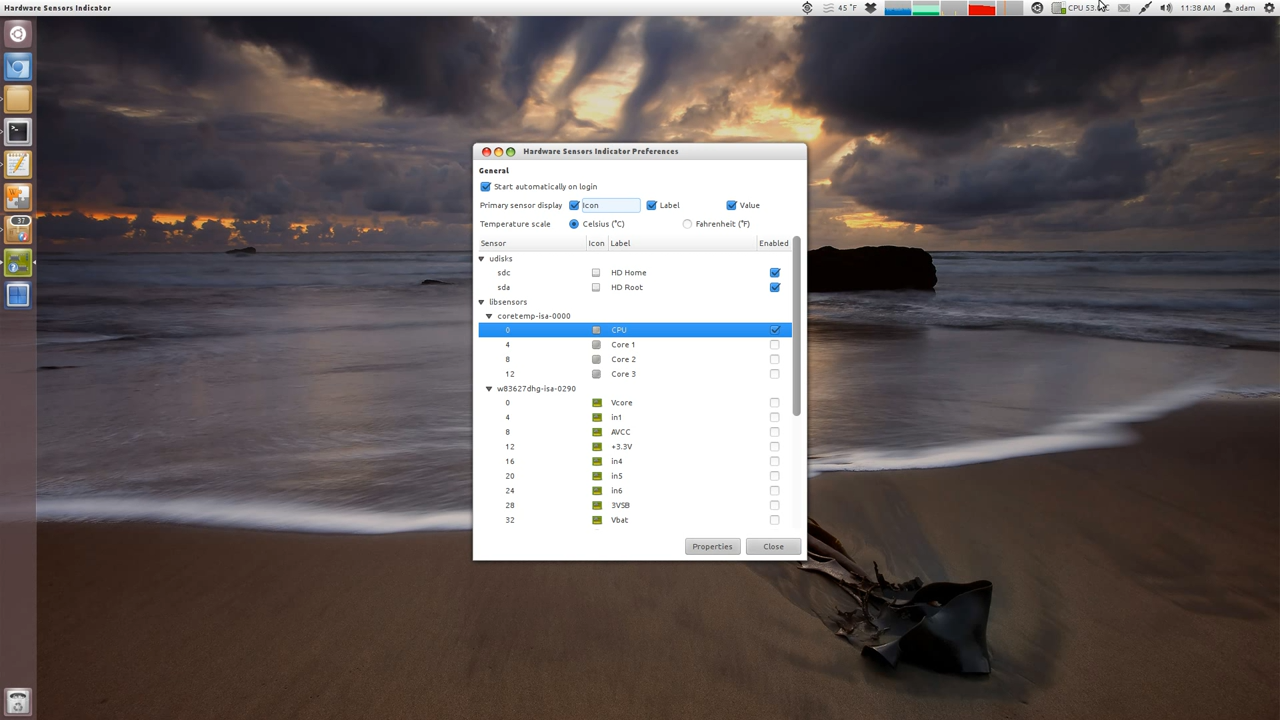 Hardware Sensors Indicator
45 °F
CPU 53.
11:38 AM
adam
37
Hardware Sensors Indicator Preferences
General
Start automatically on login
Primary sensor display Icon Label Value
Temperature scale Celsius (°C) Fahrenheit (°F)
Sensor Icon Label Enabled
udisks
sdc HD Home
sda HD Root
libsensors
coretemp-isa-0000
0 CPU
4 Core 1
8 Core 2
12 Core 3
w83627dhg-isa-0290
0 Vcore
4 in1
8 AVCC
12 +3.3V
16 in4
20 in5
24 in6
28 3VSB
32 Vbat
Properties Close